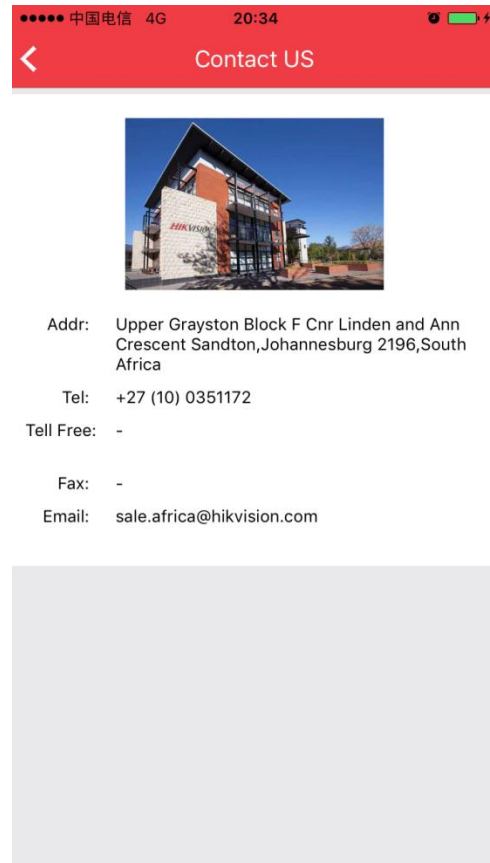 中国电信 4G 20:34
Contact US
HIKVISION
Addr: Upper Grayston Block F Cnr Linden and Ann
Crescent Sandton,Johannesburg 2196,South
Africa
Tel: +27 (10) 0351172
Tell Free: -
Fax: -
Email: sale.africa@hikvision.com